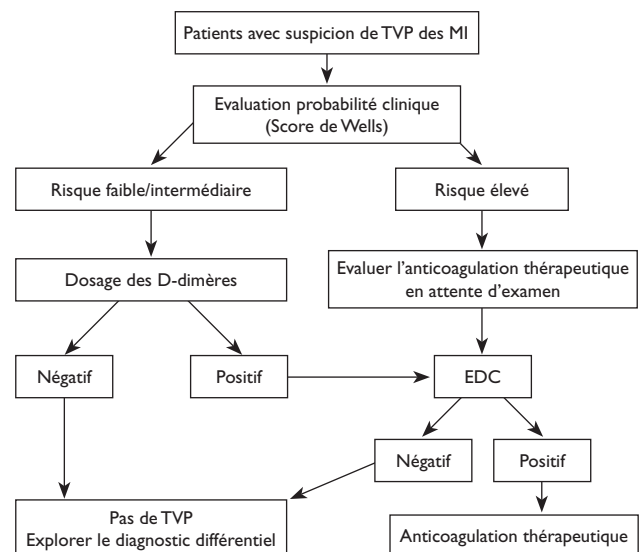 Patients avec suspicion de TVP des MI
Evaluation probabilité clinique
(Score de Wells)
Risque faible/intermédiaire
Risque élevé
Dosage des D-dimères
Evaluer l’anticoagulation thérapeutique
en attente d’examen
Négatif
Positif
EDC
Négatif
Positif
Pas de TVP
Explorer le diagnostic différentiel
Anticoagulation thérapeutique